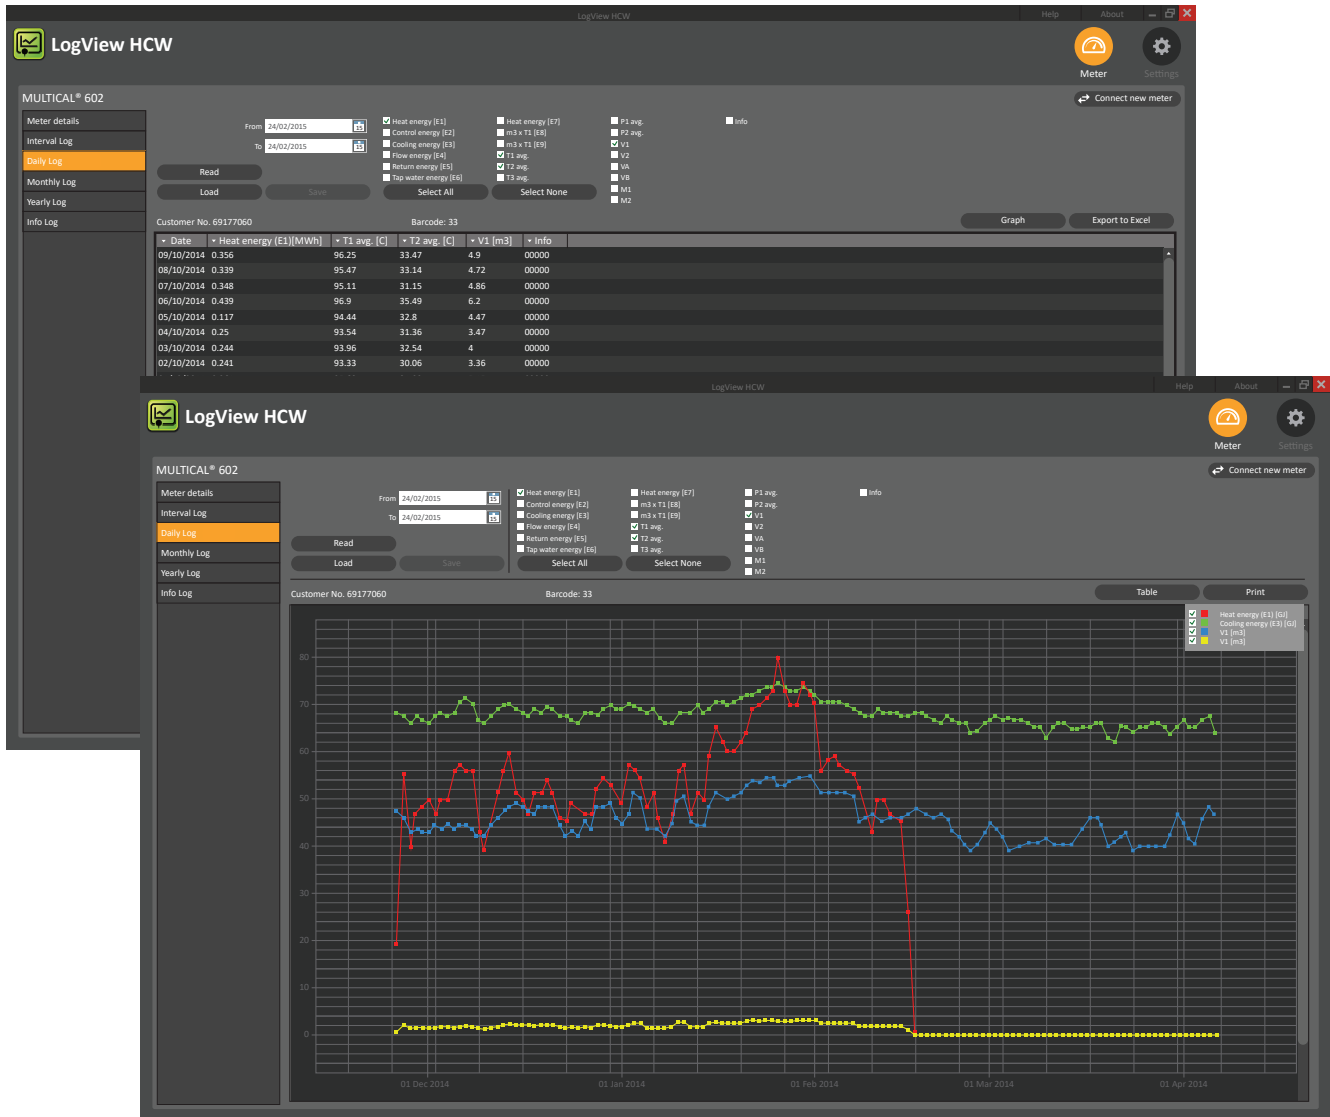 LogView HCW
Help About
LogView HCW
Meter Settings
MULTICAL® 602
Connect new meter
Meter details
Interval Log
Daily Log
Monthly Log
Yearly Log
Info Log
From 24/02/2015 15
To 24/02/2015 15
Read
Load Save
Heat energy [E1] Heat energy [E7] P1 avg. Info
Control energy [E2] m3 x T1 [E8] P2 avg.
Cooling energy [E3] m3 x T1 [E9] V1
Flow energy [E4] T1 avg. V2
Return energy [E5] T2 avg. VA
Tap water energy [E6] T3 avg. VB
Select All Select None M1
M2
Customer No. 69177060 Barcode: 33
Graph Export to Excel
Date Heat energy (E1)[MWh] T1 avg. [C] T2 avg. [C] V1 [m3] Info
09/10/2014 0.356 96.25 33.47 4.9 00000
08/10/2014 0.339 95.47 33.14 4.72 00000
07/10/2014 0.348 95.11 31.15 4.86 00000
06/10/2014 0.439 96.9 35.49 6.2 00000
05/10/2014 0.117 94.44 32.8 4.47 00000
04/10/2014 0.25 93.54 31.36 3.47 00000
03/10/2014 0.244 93.96 32.54 4 00000
02/10/2014 0.241 93.33 30.06 3.36 00000
LogView HCW
Help About
LogView HCW
Meter Settings
MULTICAL® 602
Connect new meter
Meter details
Interval Log
Daily Log
Monthly Log
Yearly Log
Info Log
From 24/02/2015 15
To 24/02/2015 15
Read
Load Save
Heat energy [E1] Heat energy [E7] P1 avg. Info
Control energy [E2] m3 x T1 [E8] P2 avg.
Cooling energy [E3] m3 x T1 [E9] V1
Flow energy [E4] T1 avg. V2
Return energy [E5] T2 avg. VA
Tap water energy [E6] T3 avg. VB
Select All Select None M1
M2
Customer No. 69177060 Barcode: 33
Table Print
Heat energy (E1) [GJ]
Cooling energy (E3) [GJ]
V1 [m3]
V1 [m3]
80
70
60
50
40
30
20
10
0
01 Dec 2014 01 Jan 2014 01 Feb 2014 01 Mar 2014 01 Apr 2014